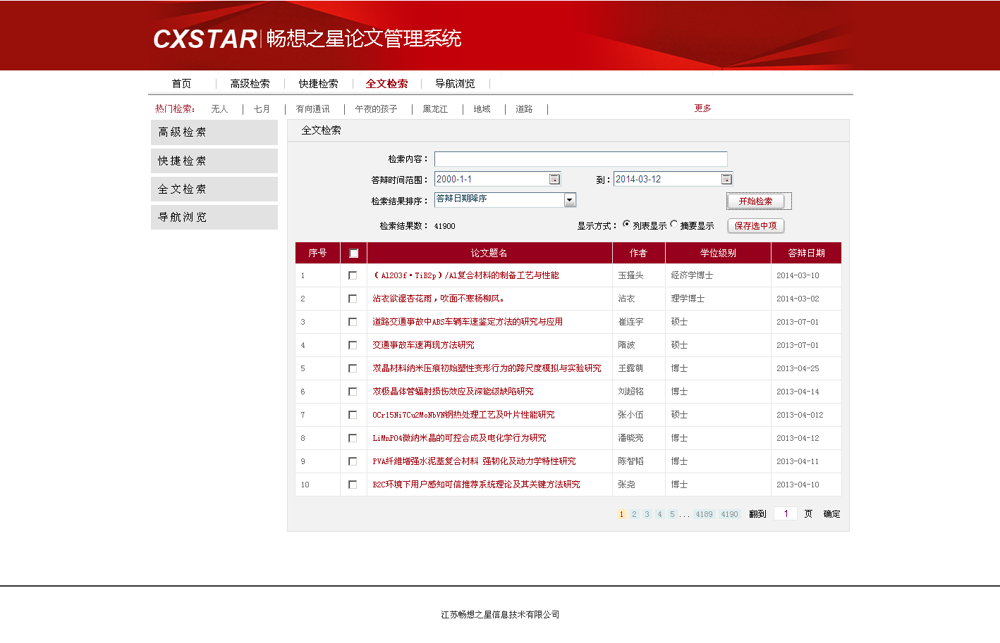 CXSTAR 畅想之星论文管理系统
首页 高级检索 快捷检索 全文检索 导航浏览
热门检索： 无人 七月 有向通讯 午夜的孩子 黑龙江 地域 道路 更多
高级检索
快捷检索
全文检索
导航浏览
全文检索
检索内容：
答辩时间范围： 2000-1-1 到： 2014-03-12
检索结果排序： 答辩日期降序 开始检索
检索结果数： 41900 显示方式： 列表显示 摘要显示 保存选中项
序号 论文题名 作者 学位级别 答辩日期
1 （Al2O3f·TiB2p）/Al复合材料的制备工艺与性能 玉搔头 经济学博士 2014-03-10
2 沾衣欲湿杏花雨，吹面不寒杨柳风。 沾衣 理学博士 2014-03-02
3 道路交通事故中ABS车辆车速鉴定方法的研究与应用 崔连宇 硕士 2013-07-01
4 交通事故车速再现方法研究 隋波 硕士 2013-07-01
5 双晶材料纳米压痕初始塑性变形行为的跨尺度模拟与实验研究 王露萌 博士 2013-04-25
6 双极晶体管辐射损伤效应及深能级缺陷研究 刘超铭 博士 2013-04-14
7 0Cr15Ni7Cu2MoNbVN钢热处理工艺及叶片性能研究 张小伍 硕士 2013-04-012
8 LiMnPO4微纳米晶的可控合成及电化学行为研究 潘晓亮 博士 2013-04-12
9 PVA纤维增强水泥基复合材料 强韧化及动力学特性研究 陈智韬 博士 2013-04-11
10 B2C环境下用户感知可信推荐系统理论及其关键方法研究 张尧 博士 2013-04-10
1 2 3 4 5 ... 4189 4190 翻到 1 页 确定
江苏畅想之星信息技术有限公司